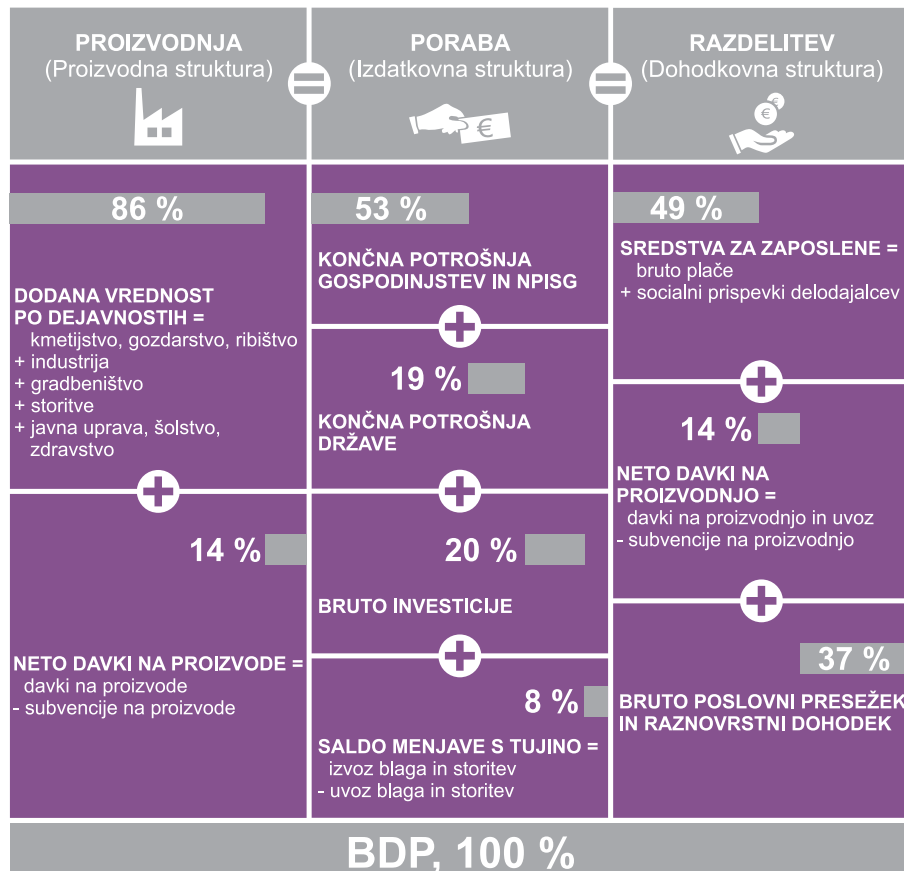 PROIZVODNJA
(Proizvodna struktura)
=
PORABA
(Izdatkovna struktura)
€
=
RAZDELITEV
(Dohodkovna struktura)
€
€
86 %
DODANA VREDNOST
PO DEJAVNOSTIH =
kmetijstvo, gozdarstvo, ribištvo
+ industrija
+ gradbeništvo
+ storitve
+ javna uprava, šolstvo,
zdravstvo
+
14 %
NETO DAVKI NA PROIZVODE =
davki na proizvode
- subvencije na proizvode
53 %
KONČNA POTROŠNJA
GOSPODINJSTEV IN NPISG
+
19 %
KONČNA POTROŠNJA
DRŽAVE
+
20 %
BRUTO INVESTICIJE
+
8 %
SALDO MENJAVE S TUJINO =
izvoz blaga in storitev
- uvoz blaga in storitev
49 %
SREDSTVA ZA ZAPOSLENE =
bruto plače
+ socialni prispevki delodajalcev
+
14 %
NETO DAVKI NA
PROIZVODNJO =
davki na proizvodnjo in uvoz
- subvencije na proizvodnjo
+
37 %
BRUTO POSLOVNI PRESEŽEK
IN RAZNOVRSTNI DOHODEK
BDP, 100 %